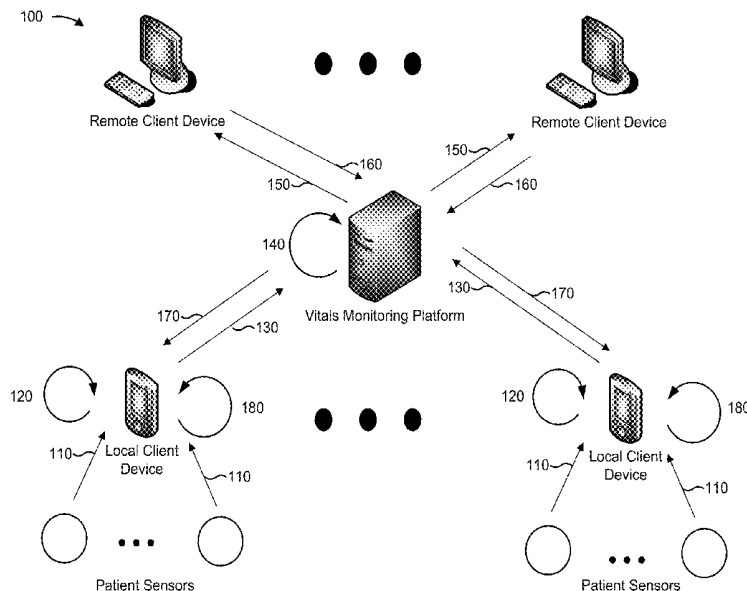 100
Remote Client Device
Remote Client Device
160
150
150
160
140
Vitals Monitoring Platform
170
130
130
170
120
180
120
180
110
Local Client
Device
110
110
Local Client
Device
110
Patient Sensors
Patient Sensors